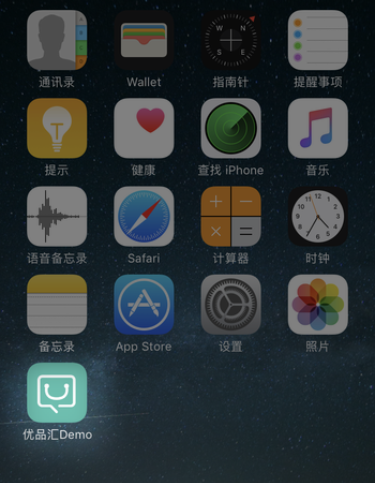 通讯录
Wallet
指南针
提醒事项
提示
健康
查找 iPhone
音乐
语音备忘录
Safari
计算器
时钟
备忘录
App Store
设置
照片
优品汇Demo